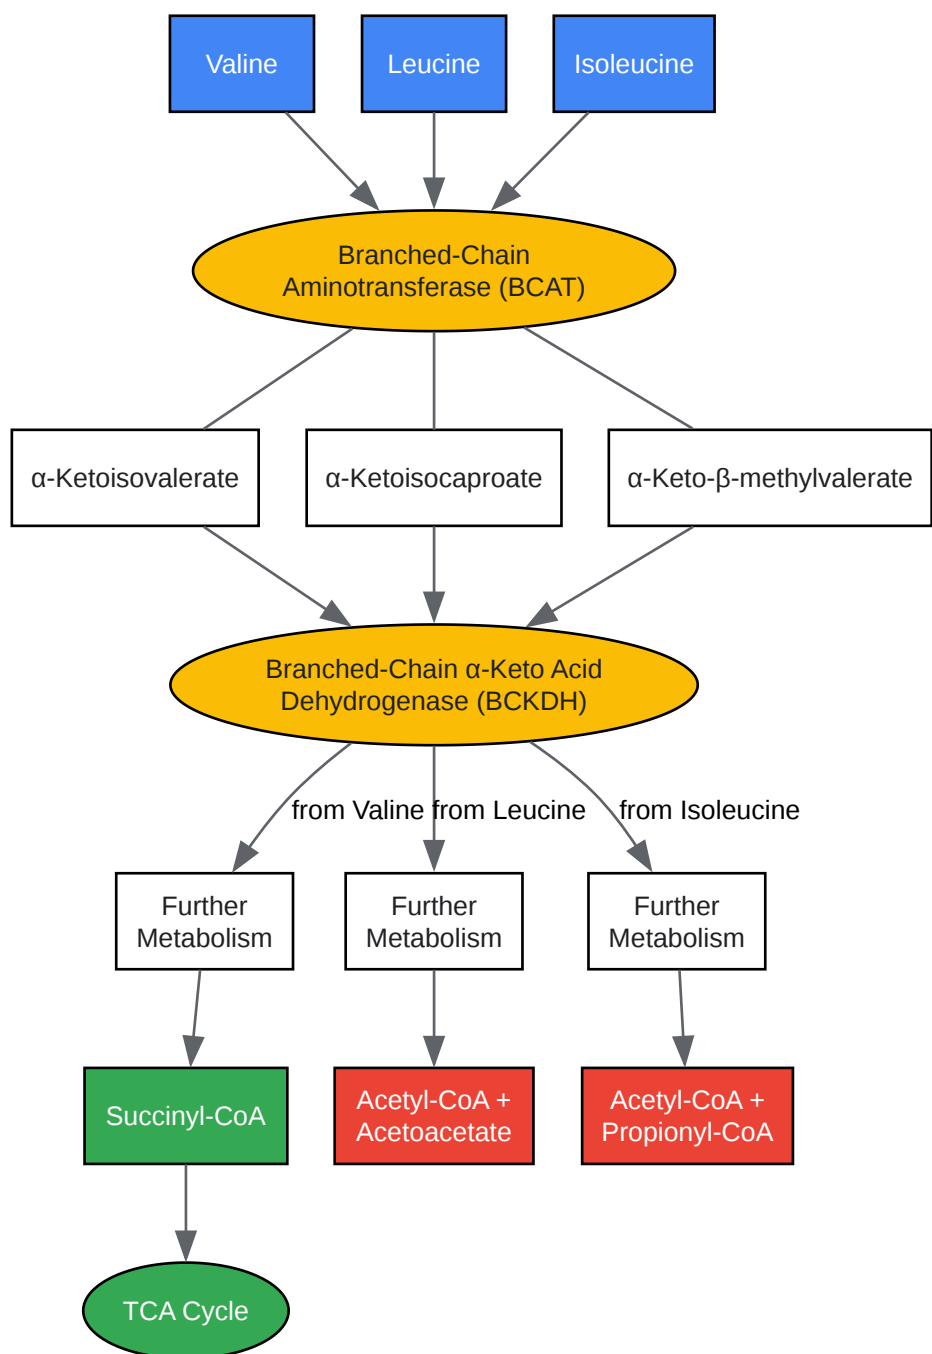 Valine
Leucine
Isoleucine
Branched-Chain
Aminotransferase (BCAT)
α-Ketoisovalerate
α-Ketoisocaproate
α-Keto-β-methylvalerate
Branched-Chain α-Keto Acid
Dehydrogenase (BCKDH)
from Valine
from Leucine
from Isoleucine
Further
Metabolism
Further
Metabolism
Further
Metabolism
Succinyl-CoA
Acetyl-CoA +
Acetoacetate
Acetyl-CoA +
Propionyl-CoA
TCA Cycle